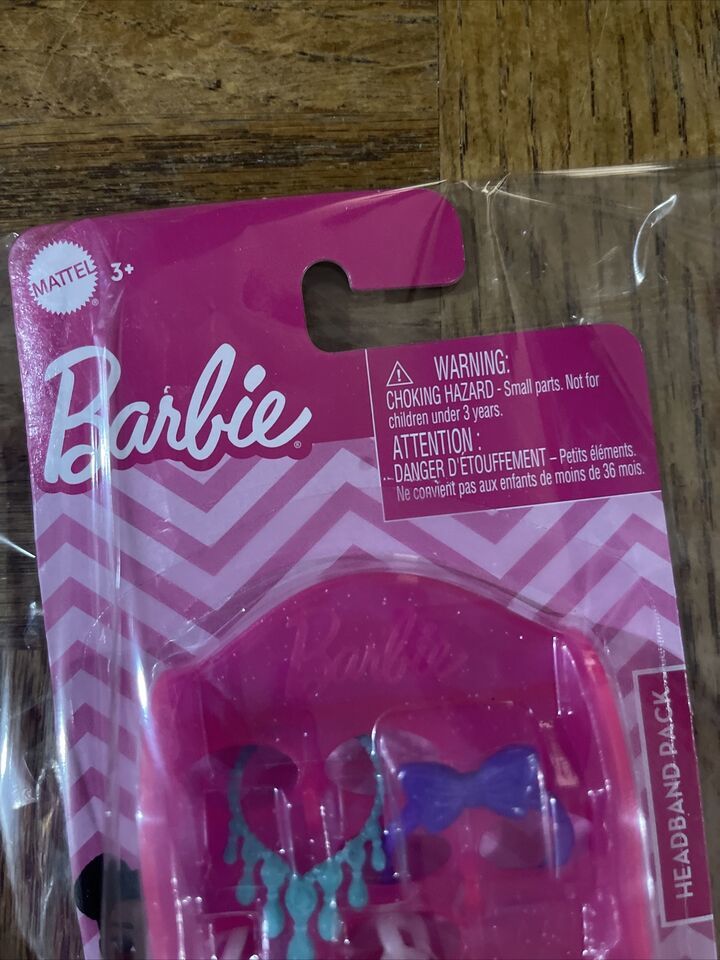 MATTEL
®
3+
Barbie
®
WARNING:
CHOKING HAZARD - Small parts. Not for
children under 3 years.
ATTENTION :
DANGER D'ÉTOUFFEMENT – Petits éléments.
Ne convient pas aux enfants de moins de 36 mois.
Barbie
HEADBAND PACK